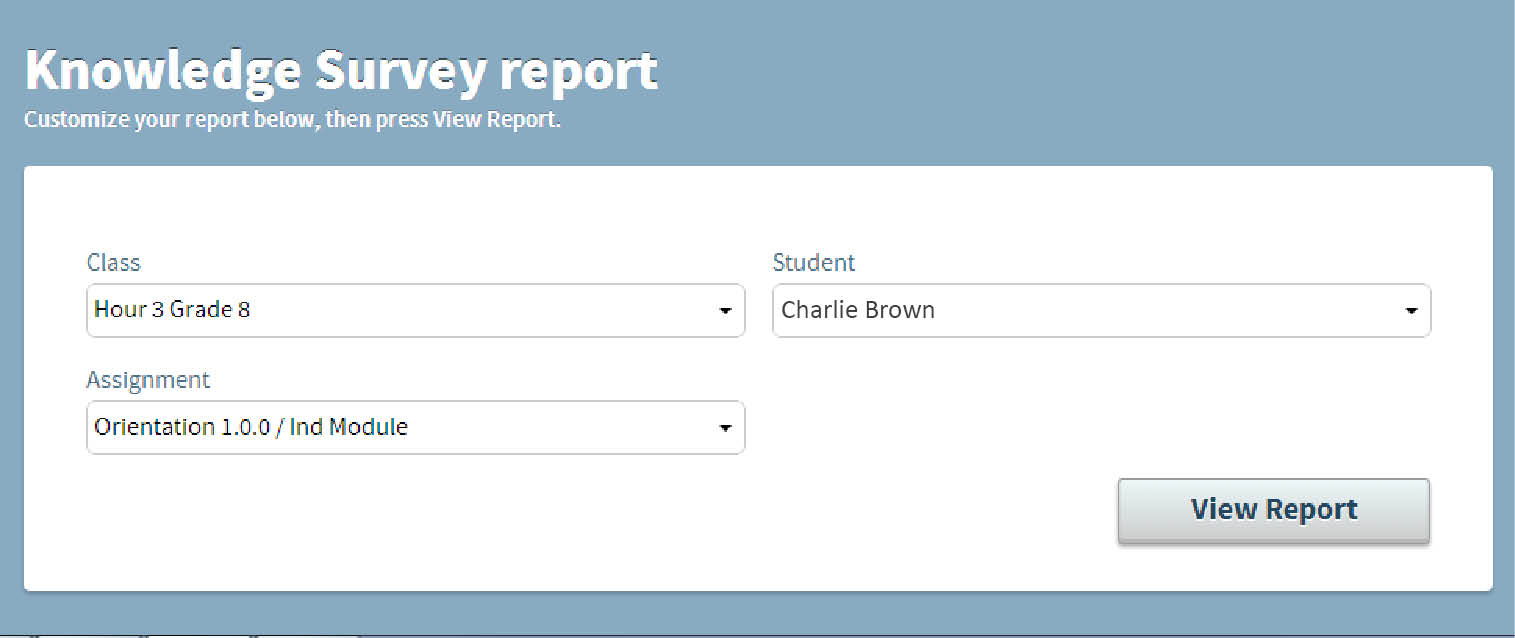 Knowledge Survey report
Customize your report below, then press View Report.
Class
Student
Hour 3 Grade 8
Charlie Brown
Assignment
Orientation 1.0.0 / Ind Module
View Report